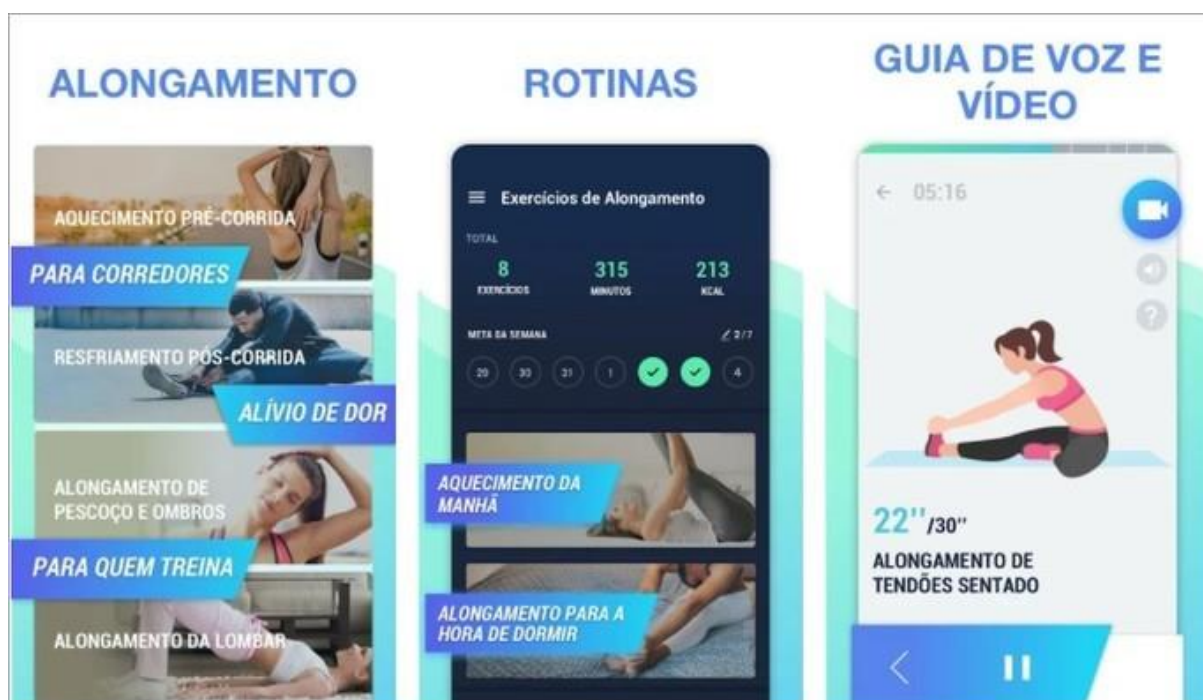 ALONGAMENTO
AQUECIMENTO PRÉ-CORRIDA
PARA CORREDORES
RESFRIAMENTO PÓS-CORRIDA
ALÍVIO DE DOR
ALONGAMENTO DE
PESCOÇO E OMBROS
PARA QUEM TREINA
ALONGAMENTO DA LOMBAR
ROTINAS
Exercícios de Alongamento
TOTAL
8 315 213
EXERCÍCIOS MINUTOS KCAL
META DA SEMANA 2/7
29 30 31 1 4
AQUECIMENTO DA
MANHÃ
ALONGAMENTO PARA A
HORA DE DORMIR
GUIA DE VOZ E
VÍDEO
05:16
?
22''/30''
ALONGAMENTO DE
TENDÕES SENTADO